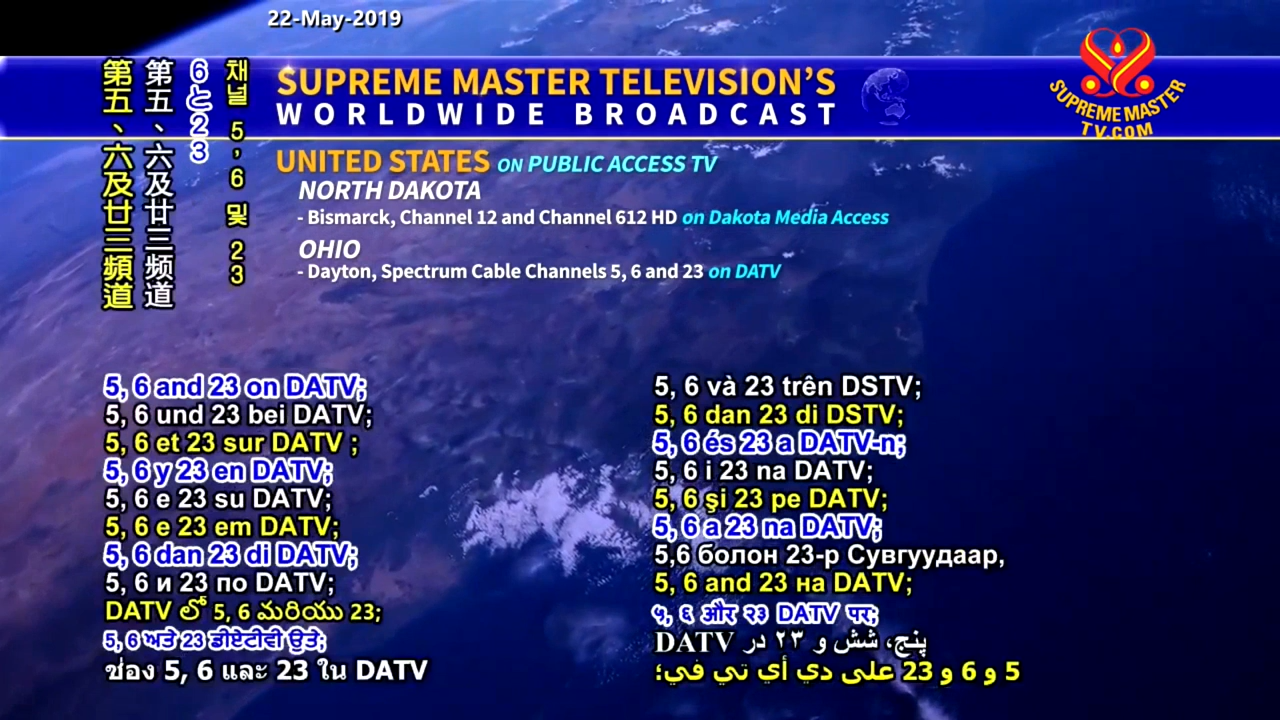 22-May-2019
SUPREME MASTER TELEVISION'S
WORLDWIDE BROADCAST
SUPREME MASTER
TV.COM
UNITED STATES ON PUBLIC ACCESS TV
NORTH DAKOTA
- Bismarck, Channel 12 and Channel 612 HD on Dakota Media Access
OHIO
- Dayton, Spectrum Cable Channels 5, 6 and 23 on DATV
第五、六及廿三頻道
第五、六及廿三频道
6と23
채널 5, 6 및 23
5, 6 and 23 on DATV;
5, 6 und 23 bei DATV;
5, 6 et 23 sur DATV ;
5, 6 y 23 en DATV;
5, 6 e 23 su DATV;
5, 6 e 23 em DATV;
5, 6 dan 23 di DATV;
5, 6 и 23 по DATV;
DATV లో 5, 6 మరియు 23;
5, 6 ਅਤੇ 23 ਡੀਏਟੀਵੀ ਉਤੇ;
ช่อง 5, 6 และ 23 ใน DATV
5, 6 và 23 trên DSTV;
5, 6 dan 23 di DSTV;
5, 6 és 23 a DATV-n;
5, 6 i 23 na DATV;
5, 6 şi 23 pe DATV;
5, 6 a 23 na DATV;
5,6 болон 23-р Сувгуудаар,
5, 6 and 23 на DATV;
५, ६ और २३ DATV पर;
پنج، شش و ۲۳ در DATV
5 و 6 و 23 على دي أي تي في؛